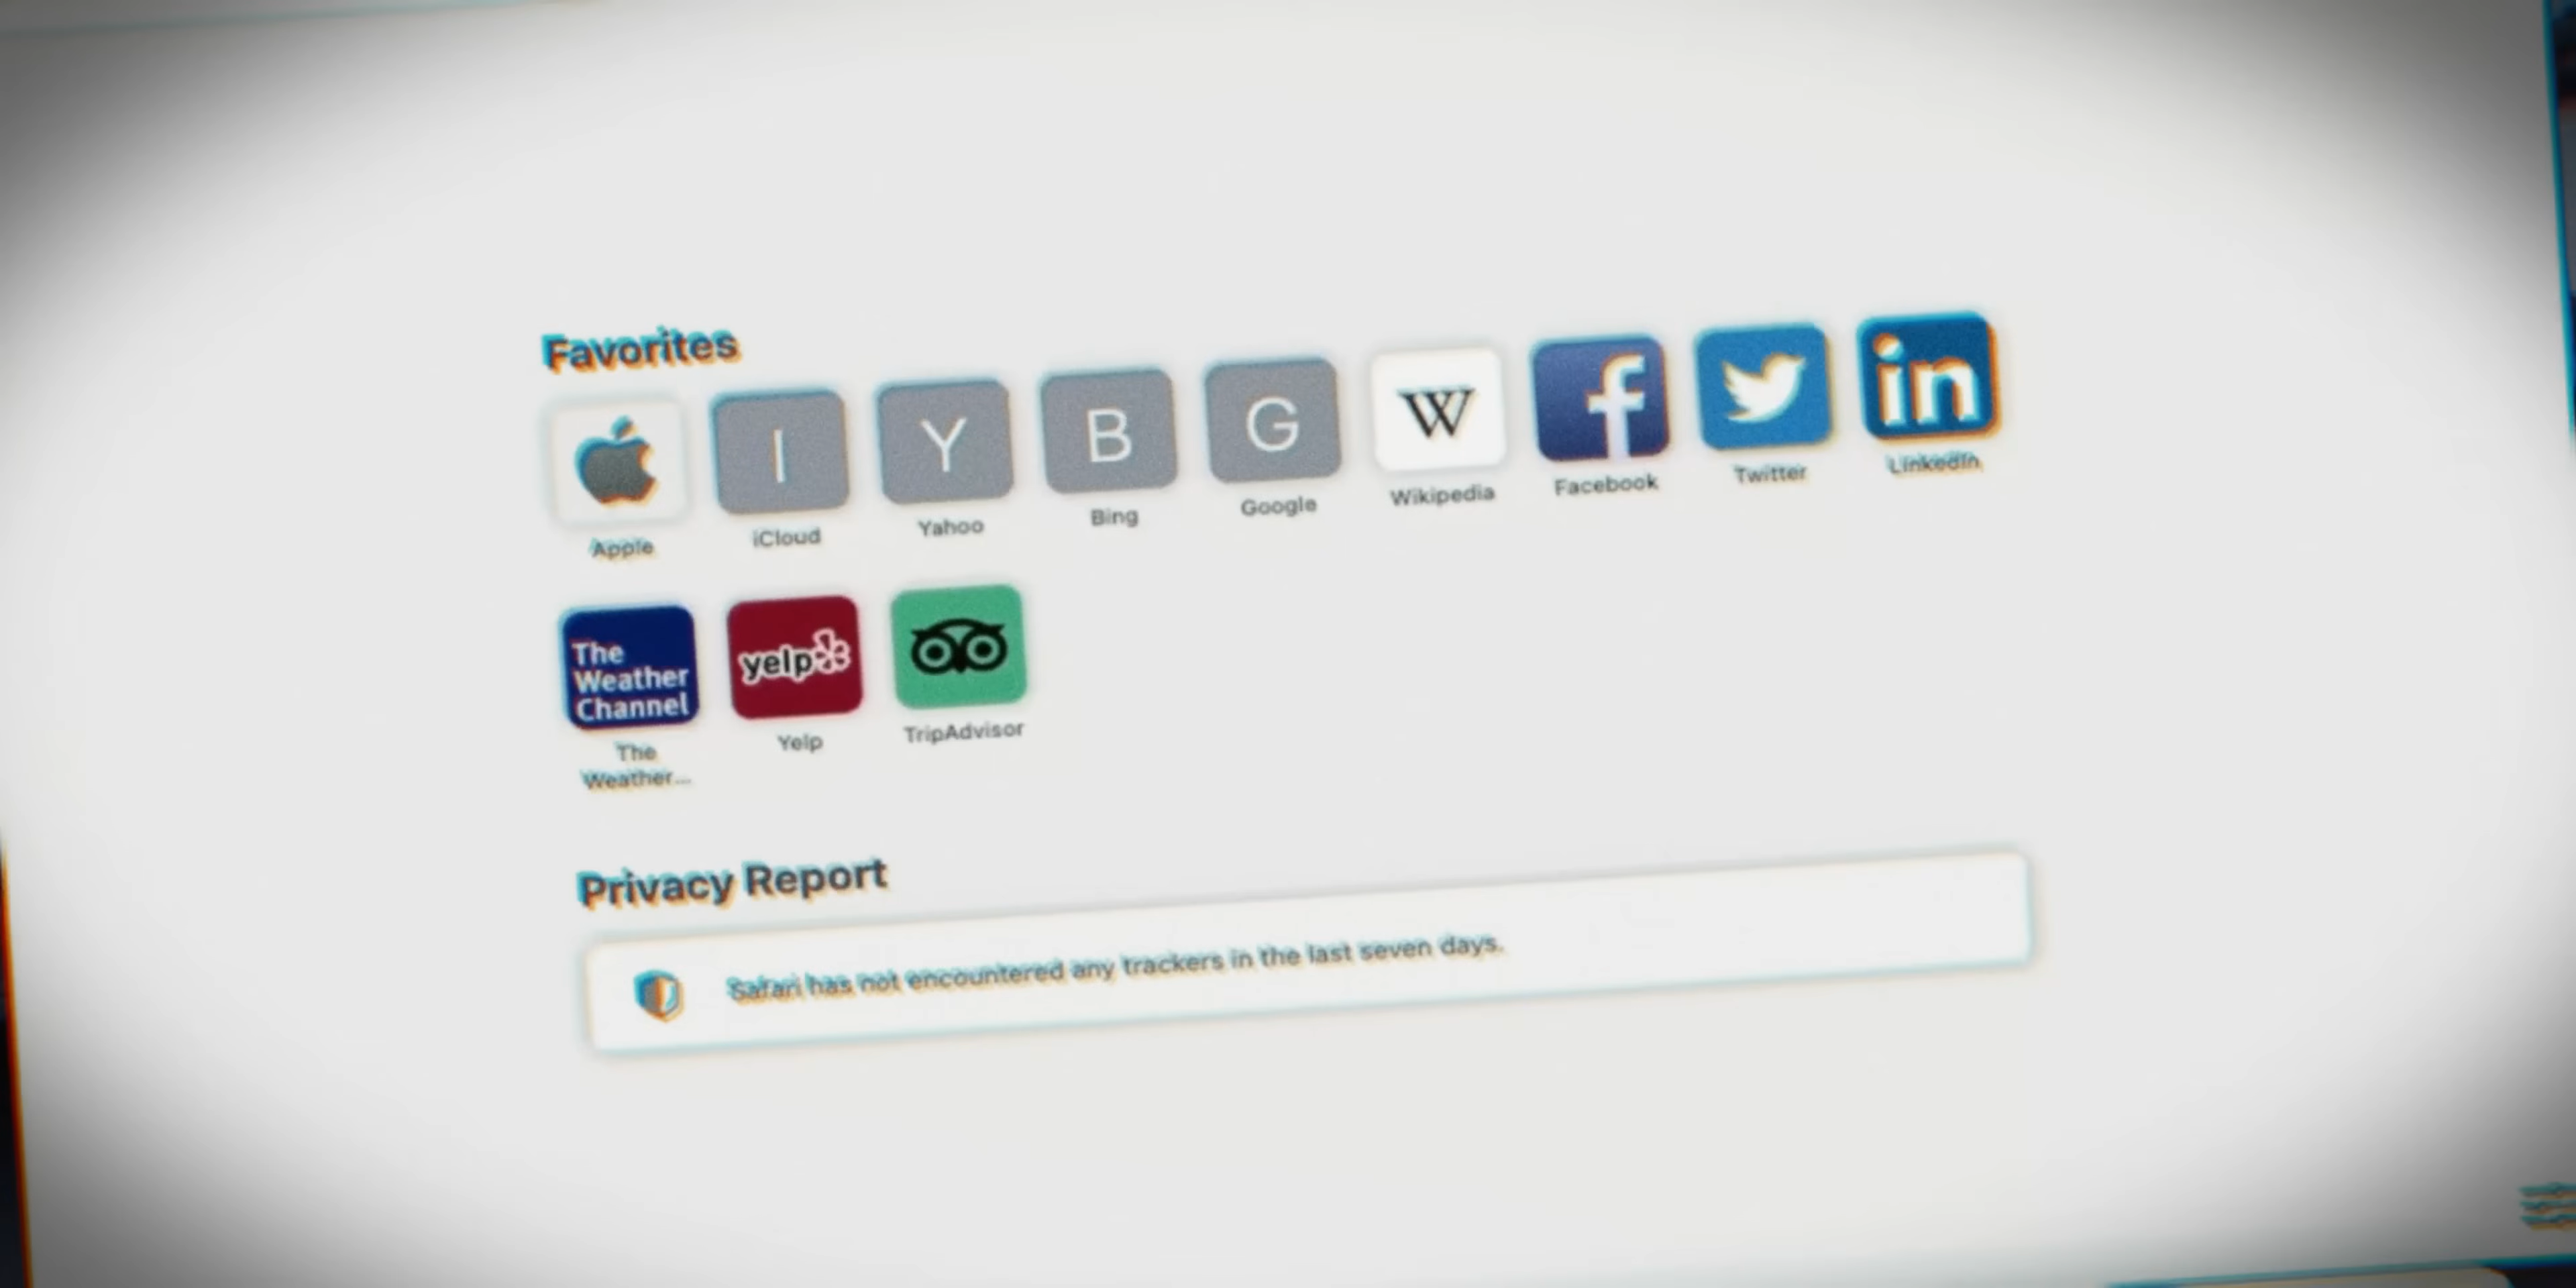 Favorites
I
Y
B
G
W
f
in
Apple
iCloud
Yahoo
Bing
Google
Wikipedia
Facebook
Twitter
LinkedIn
The
Weather
Channel
yelp
The
Weather...
Yelp
TripAdvisor
Privacy Report
Safari has not encountered any trackers in the last seven days.